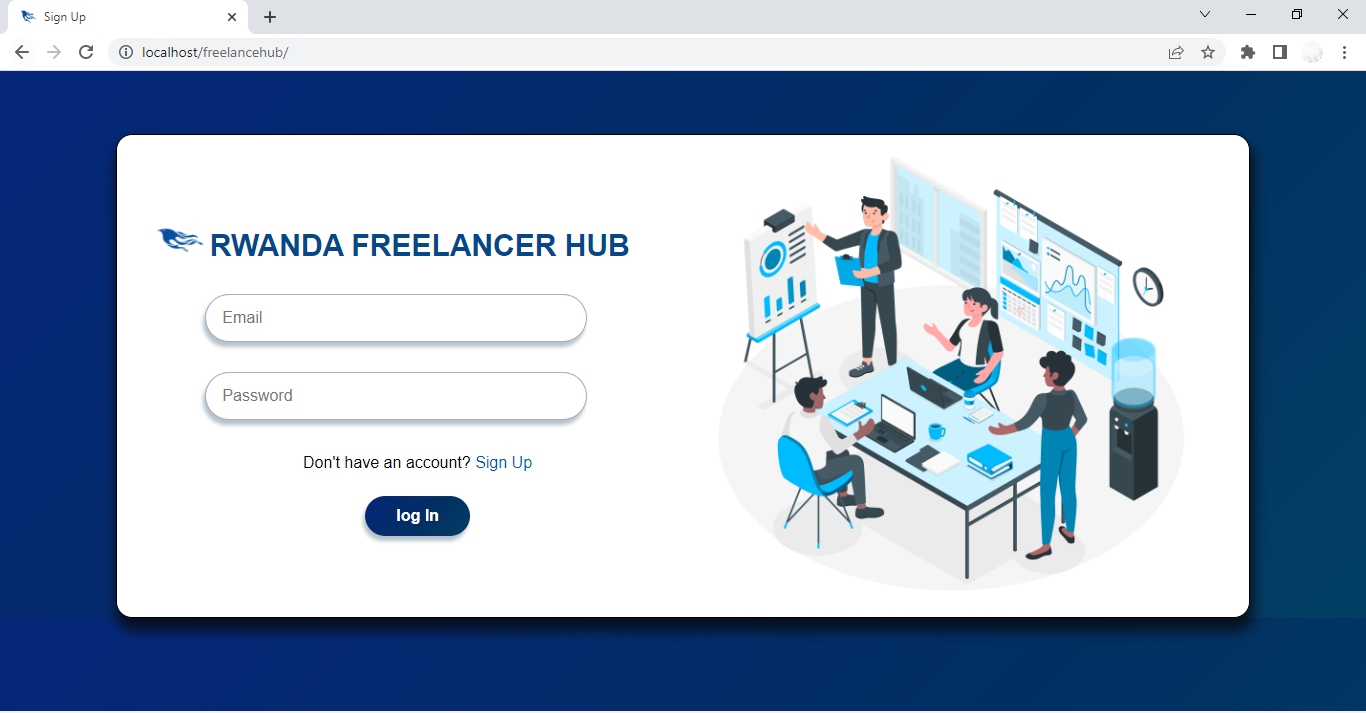 Sign Up
localhost/freelancehub/
RWANDA FREELANCER HUB
Email
Password
Don't have an account? Sign Up
log In